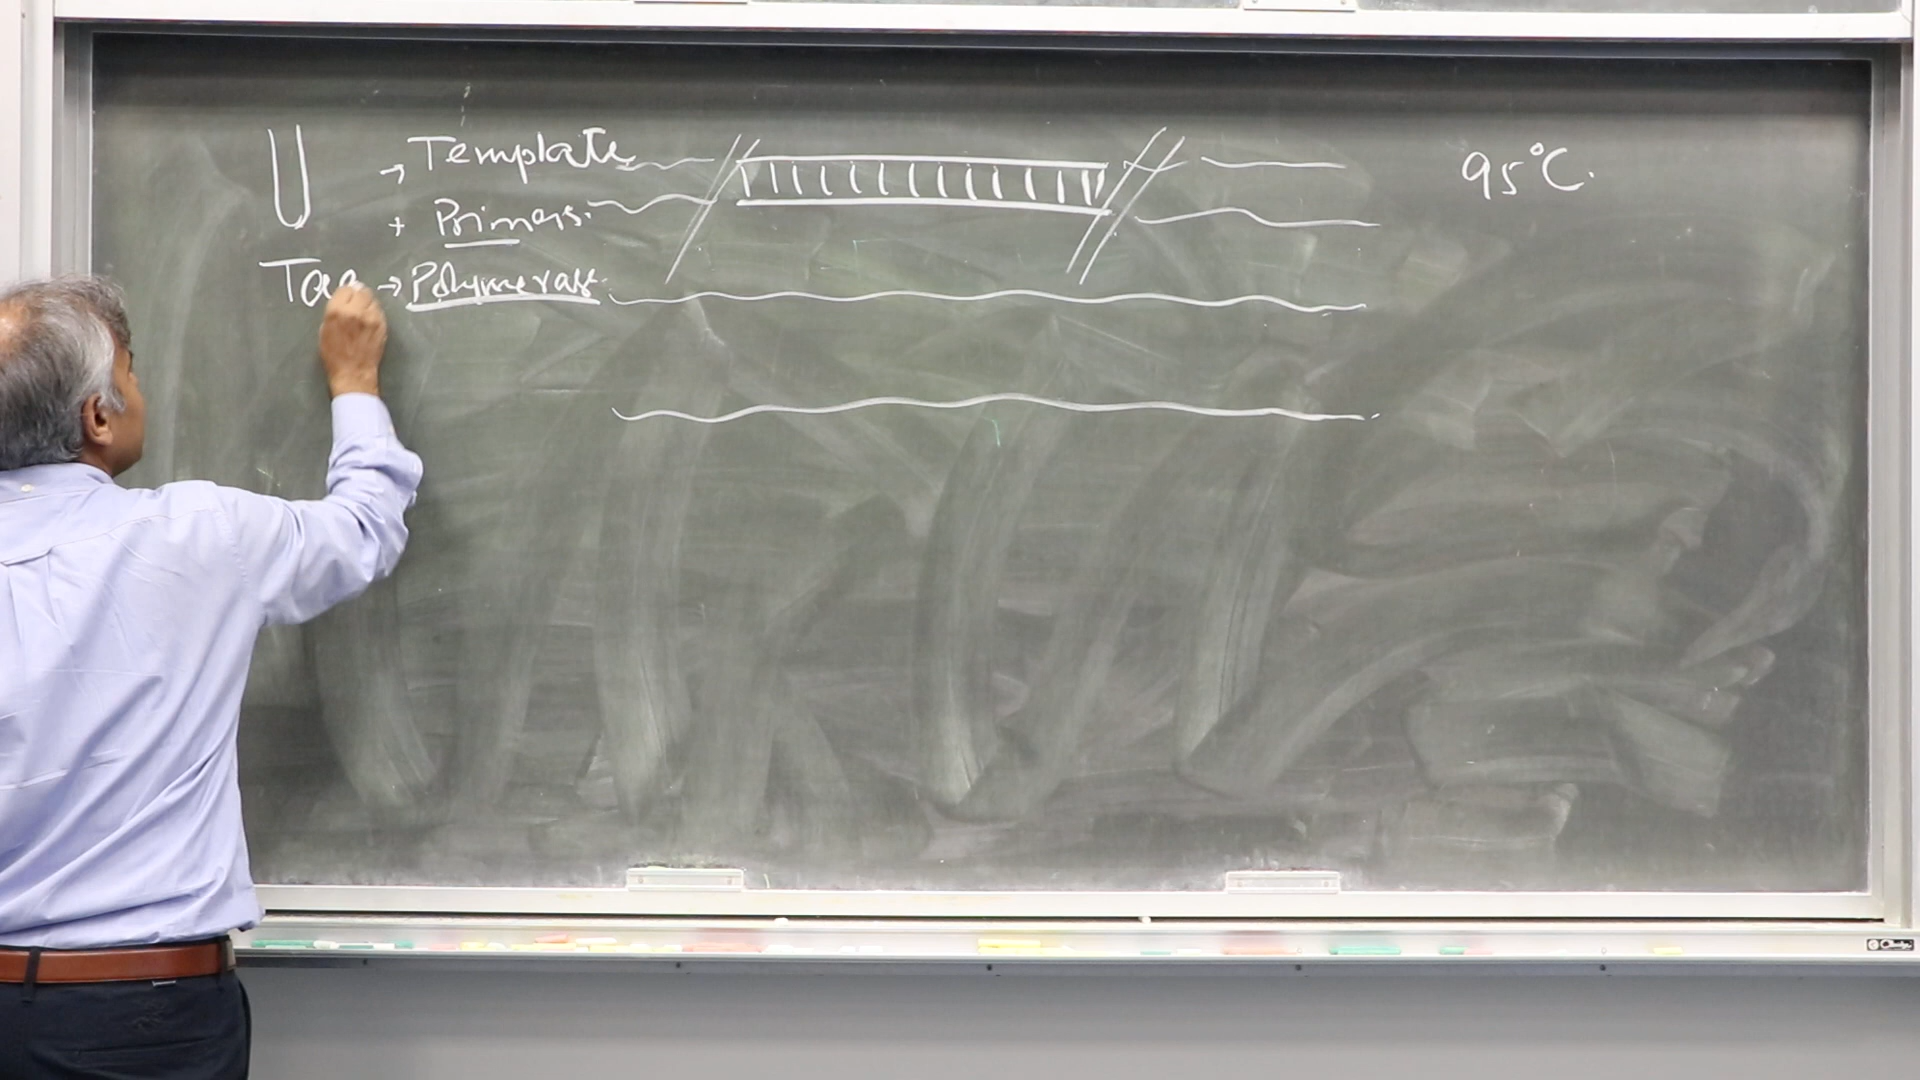 → Template
+ Primers.
Taq → Polymerase
95°C.